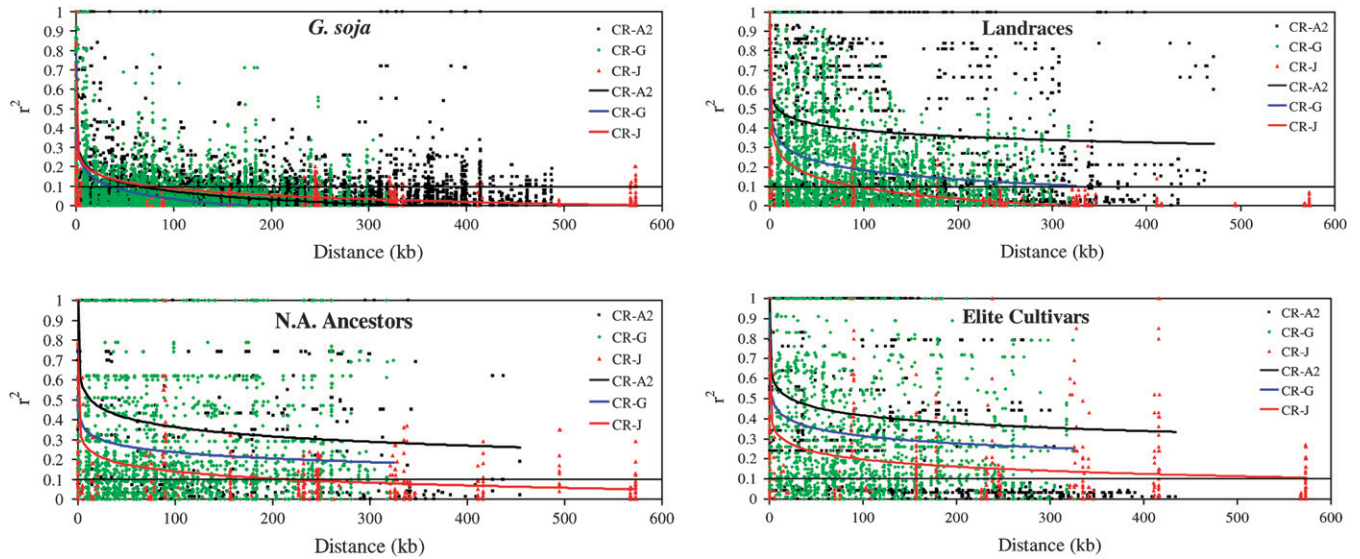 G. soja
1
0.9
0.8
0.7
0.6
0.5
0.4
0.3
0.2
0.1
0
r²
0 100 200 300 400 500 600
Distance (kb)
CR-A2
CR-G
CR-J
CR-A2
CR-G
CR-J
Landraces
1
0.9
0.8
0.7
0.6
0.5
0.4
0.3
0.2
0.1
0
r²
0 100 200 300 400 500 600
Distance (kb)
CR-A2
CR-G
CR-J
CR-A2
CR-G
CR-J
N.A. Ancestors
1
0.9
0.8
0.7
0.6
0.5
0.4
0.3
0.2
0.1
0
r²
0 100 200 300 400 500 600
Distance (kb)
CR-A2
CR-G
CR-J
CR-A2
CR-G
CR-J
Elite Cultivars
1
0.9
0.8
0.7
0.6
0.5
0.4
0.3
0.2
0.1
0
r²
0 100 200 300 400 500 600
Distance (kb)
CR-A2
CR-G
CR-J
CR-A2
CR-G
CR-J